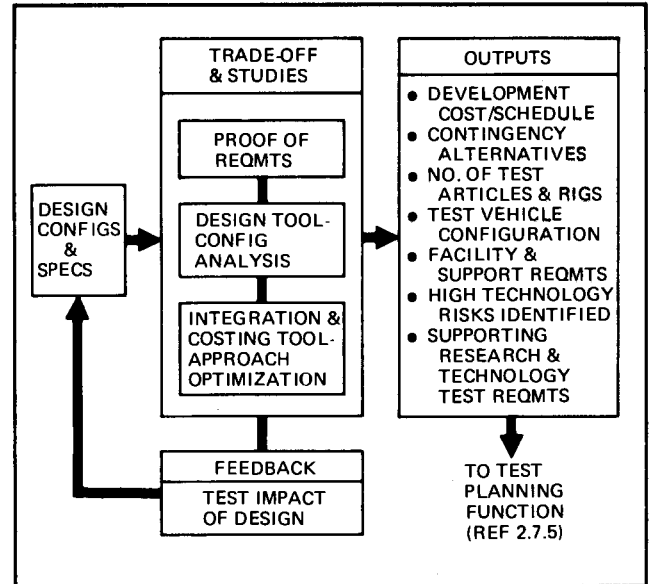 DESIGN
CONFIGS
&
SPECS
TRADE-OFF
& STUDIES
PROOF OF
REQMTS
DESIGN TOOL-
CONFIG
ANALYSIS
INTEGRATION &
COSTING TOOL-
APPROACH
OPTIMIZATION
FEEDBACK
TEST IMPACT
OF DESIGN
OUTPUTS
● DEVELOPMENT
COST/SCHEDULE
● CONTINGENCY
ALTERNATIVES
● NO. OF TEST
ARTICLES & RIGS
● TEST VEHICLE
CONFIGURATION
● FACILITY &
SUPPORT REQMTS
● HIGH TECHNOLOGY
RISKS IDENTIFIED
● SUPPORTING
RESEARCH &
TECHNOLOGY
TEST REQMTS
TO TEST
PLANNING
FUNCTION
(REF 2.7.5)